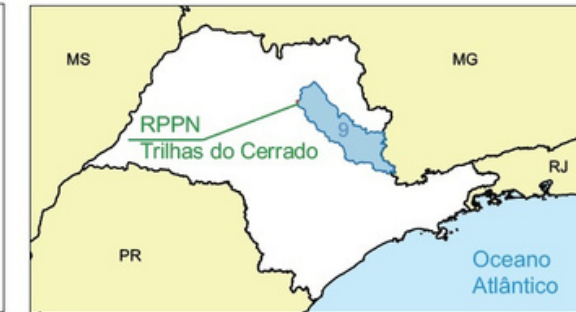 MS
MG
RPPN
9
Trilhas do Cerrado
RJ
PR
Oceano
Atlântico